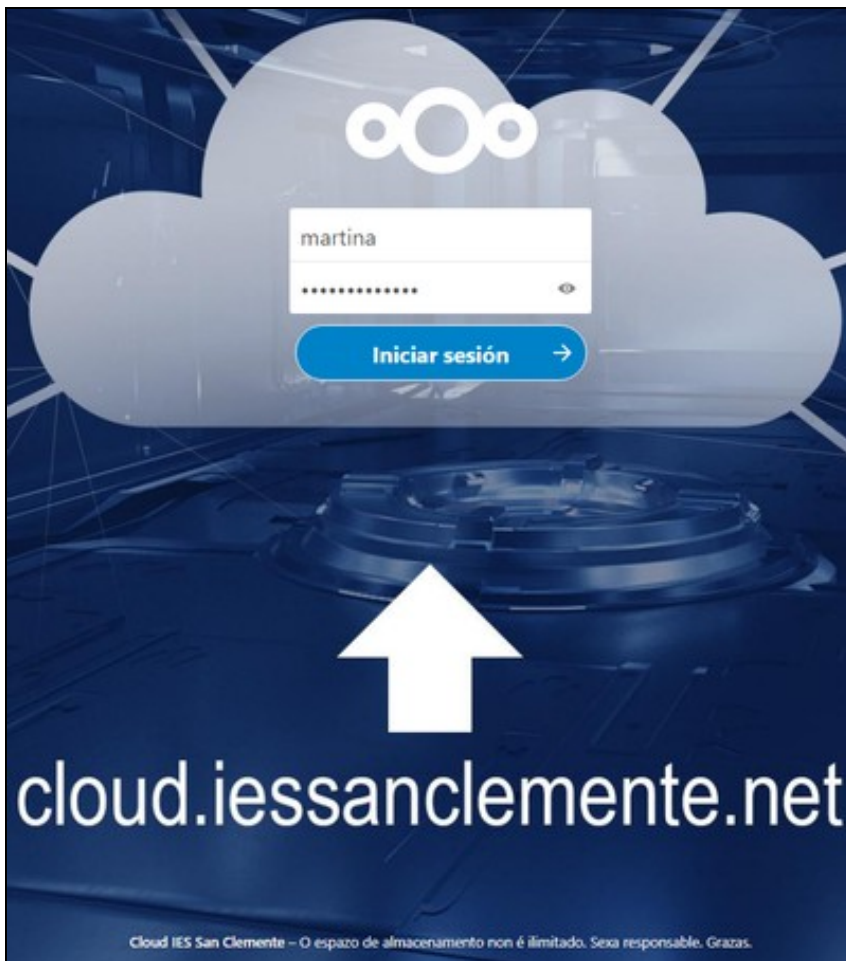 martina
•••••••••••••
Iniciar sesión →
cloud.iessanclemente.net
Cloud IES San Clemente – O espazo de almacenamento non é ilimitado. Sexa responsable. Grazas.